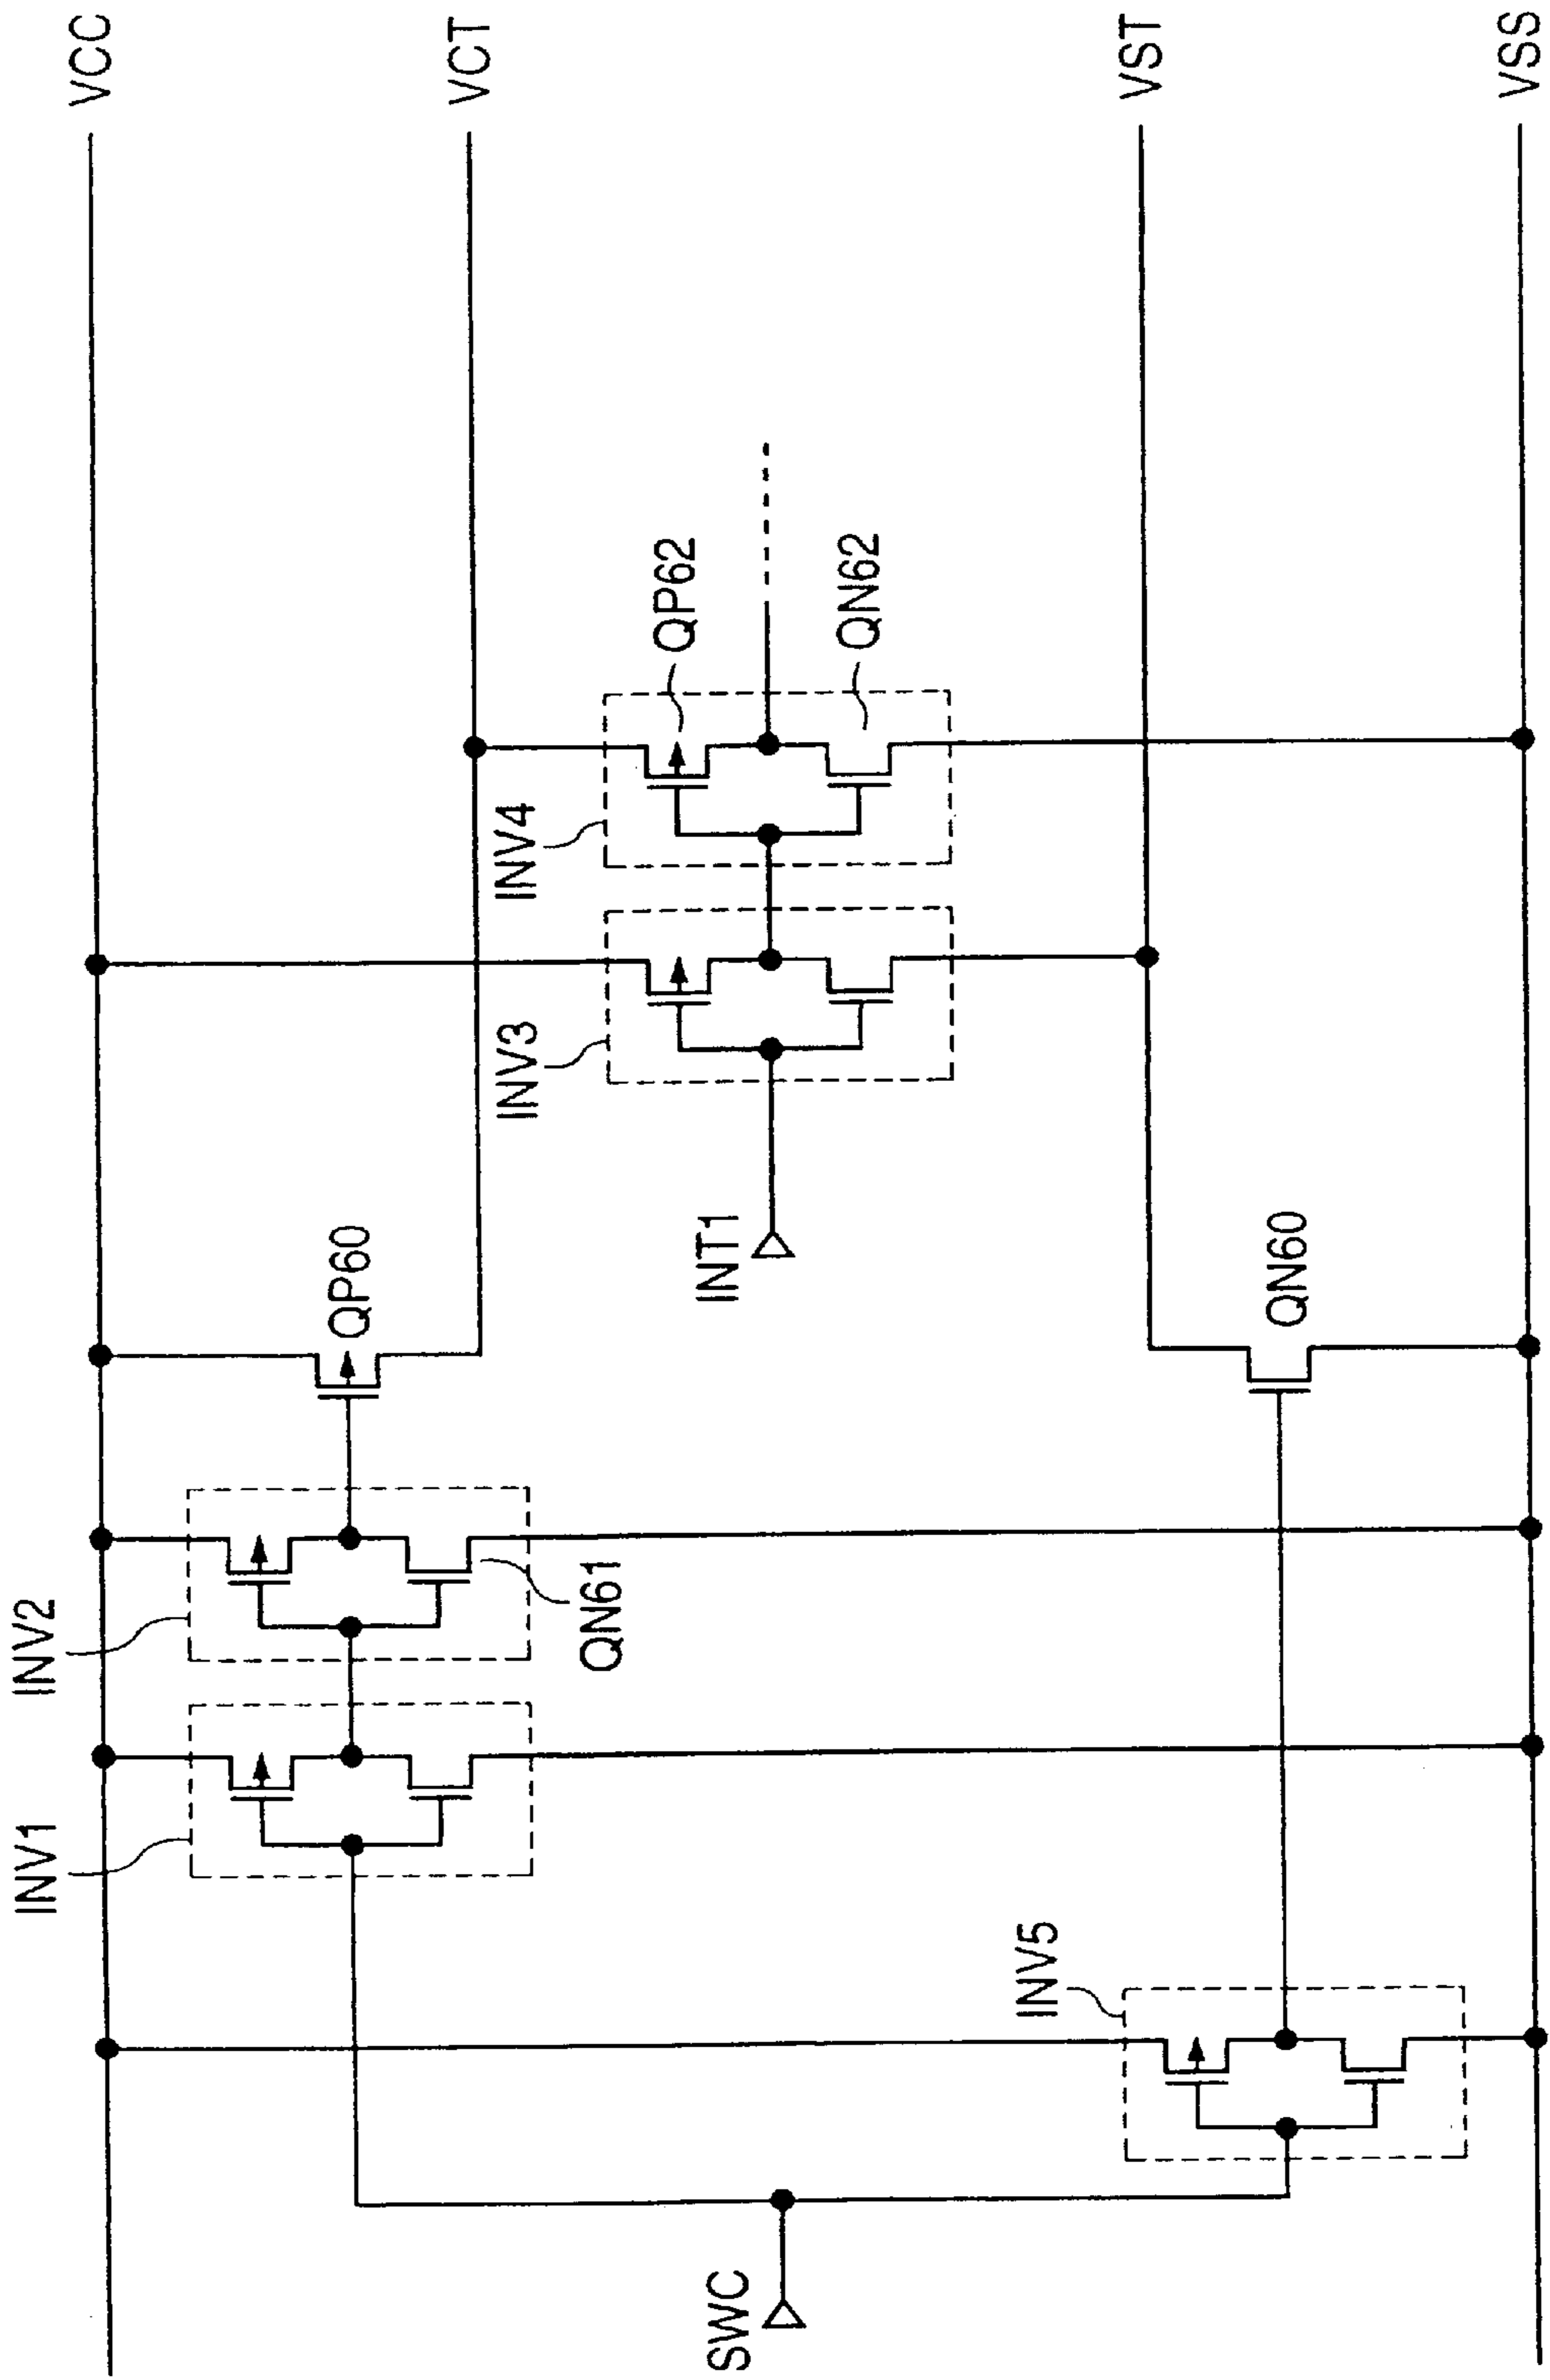 VCC
VCT
VST
VSS
INV2
INV1
QN61
QP60
QP62
QN62
INV4
INV3
INT1
QN60
INV5
SWC